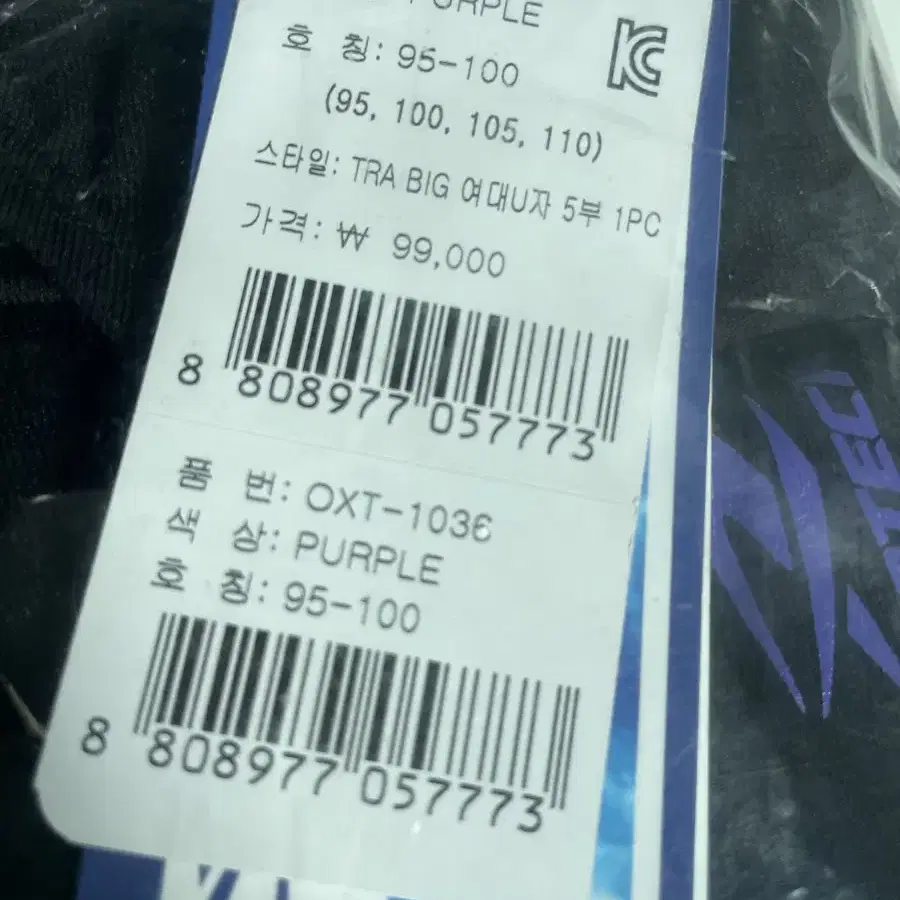 PURPLE
호 칭: 95-100
(95, 100, 105, 110)
스타일: TRA BIG 여대U자 5부 1PC
가격: ₩ 99,000
8 808977 057773
품 번: OXT-1036
색 상: PURPLE
호 칭: 95-100
8 808977 057773